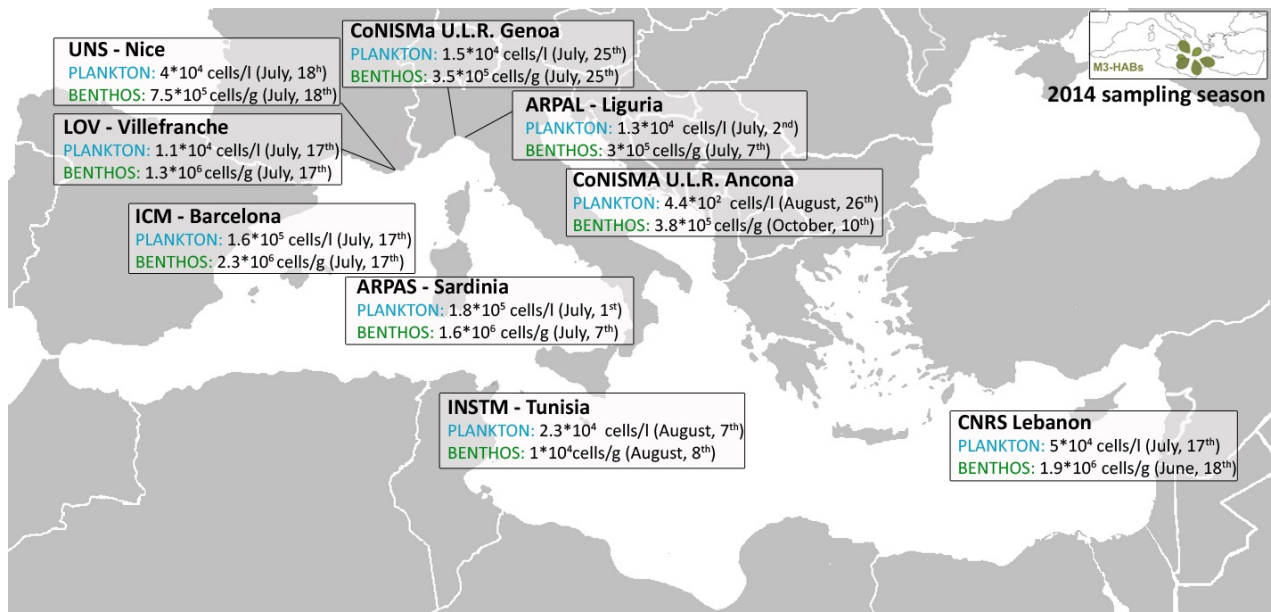 CoNISMa U.L.R. Genoa
PLANKTON: 1.5*10⁴ cells/l (July, 25ᵗʰ)
BENTHOS: 3.5*10⁵ cells/g (July, 25ᵗʰ)
UNS - Nice
PLANKTON: 4*10⁴ cells/l (July, 18ʰ)
BENTHOS: 7.5*10⁵ cells/g (July, 18ᵗʰ)
M3-HABs
2014 sampling season
ARPAL - Liguria
PLANKTON: 1.3*10⁴ cells/l (July, 2ⁿᵈ)
BENTHOS: 3*10⁵ cells/g (July, 7ᵗʰ)
LOV - Villefranche
PLANKTON: 1.1*10⁴ cells/l (July, 17ᵗʰ)
BENTHOS: 1.3*10⁶ cells/g (July, 17ᵗʰ)
CoNISMA U.L.R. Ancona
PLANKTON: 4.4*10² cells/l (August, 26ᵗʰ)
BENTHOS: 3.8*10⁵ cells/g (October, 10ᵗʰ)
ICM - Barcelona
PLANKTON: 1.6*10⁵ cells/l (July, 17ᵗʰ)
BENTHOS: 2.3*10⁶ cells/g (July, 17ᵗʰ)
ARPAS - Sardinia
PLANKTON: 1.8*10⁵ cells/l (July, 1ˢᵗ)
BENTHOS: 1.6*10⁶ cells/g (July, 7ᵗʰ)
INSTM - Tunisia
PLANKTON: 2.3*10⁴ cells/l (August, 7ᵗʰ)
BENTHOS: 1*10⁴cells/g (August, 8ᵗʰ)
CNRS Lebanon
PLANKTON: 5*10⁴ cells/l (July, 17ᵗʰ)
BENTHOS: 1.9*10⁶ cells/g (June, 18ᵗʰ)